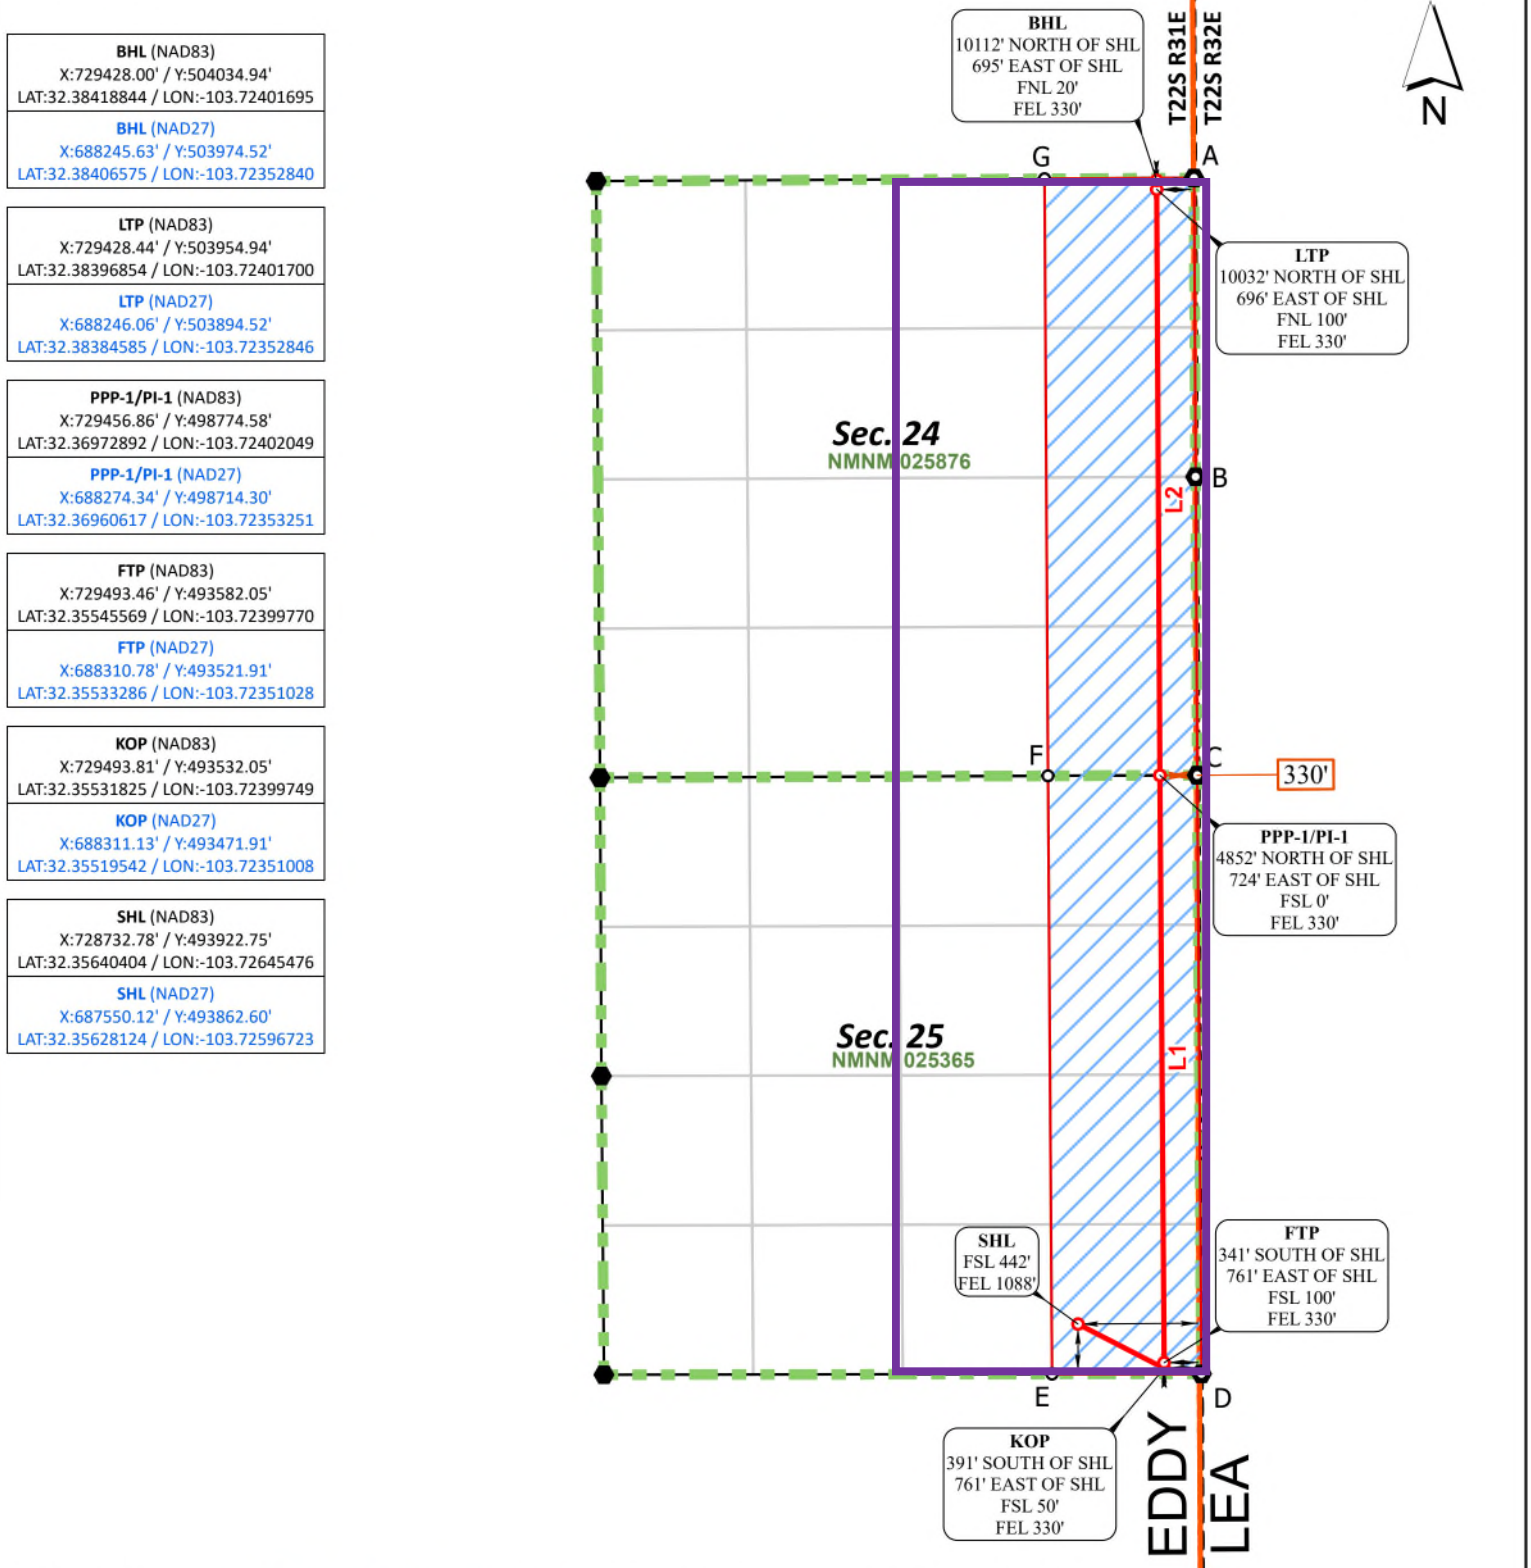 BHL (NAD83)
X:729428.00' / Y:504034.94'
LAT:32.38418844 / LON:-103.72401695
BHL (NAD27)
X:688245.63' / Y:503974.52'
LAT:32.38406575 / LON:-103.72352840
LTP (NAD83)
X:729428.44' / Y:503954.94'
LAT:32.38396854 / LON:-103.72401700
LTP (NAD27)
X:688246.06' / Y:503894.52'
LAT:32.38384585 / LON:-103.72352846
PPP-1/PI-1 (NAD83)
X:729456.86' / Y:498774.58'
LAT:32.36972892 / LON:-103.72402049
PPP-1/PI-1 (NAD27)
X:688274.34' / Y:498714.30'
LAT:32.36960617 / LON:-103.72353251
FTP (NAD83)
X:729493.46' / Y:493582.05'
LAT:32.35545569 / LON:-103.72399770
FTP (NAD27)
X:688310.78' / Y:493521.91'
LAT:32.35533286 / LON:-103.72351028
KOP (NAD83)
X:729493.81' / Y:493532.05'
LAT:32.35531825 / LON:-103.72399749
KOP (NAD27)
X:688311.13' / Y:493471.91'
LAT:32.35519542 / LON:-103.72351008
SHL (NAD83)
X:728732.78' / Y:493922.75'
LAT:32.35640404 / LON:-103.72645476
SHL (NAD27)
X:687550.12' / Y:493862.60'
LAT:32.35628124 / LON:-103.72596723
BHL
10112' NORTH OF SHL
695' EAST OF SHL
FNL 20'
FEL 330'
T22S R31E
T22S R32E
N
G
A
LTP
10032' NORTH OF SHL
696' EAST OF SHL
FNL 100'
FEL 330'
Sec. 24
NMNM 025876
B
L2
F
C
330'
PPP-1/PI-1
4852' NORTH OF SHL
724' EAST OF SHL
FSL 0'
FEL 330'
Sec. 25
NMNM 025365
L1
SHL
FSL 442'
FEL 1088'
FTP
341' SOUTH OF SHL
761' EAST OF SHL
FSL 100'
FEL 330'
E
D
KOP
391' SOUTH OF SHL
761' EAST OF SHL
FSL 50'
FEL 330'
EDDY
LEA